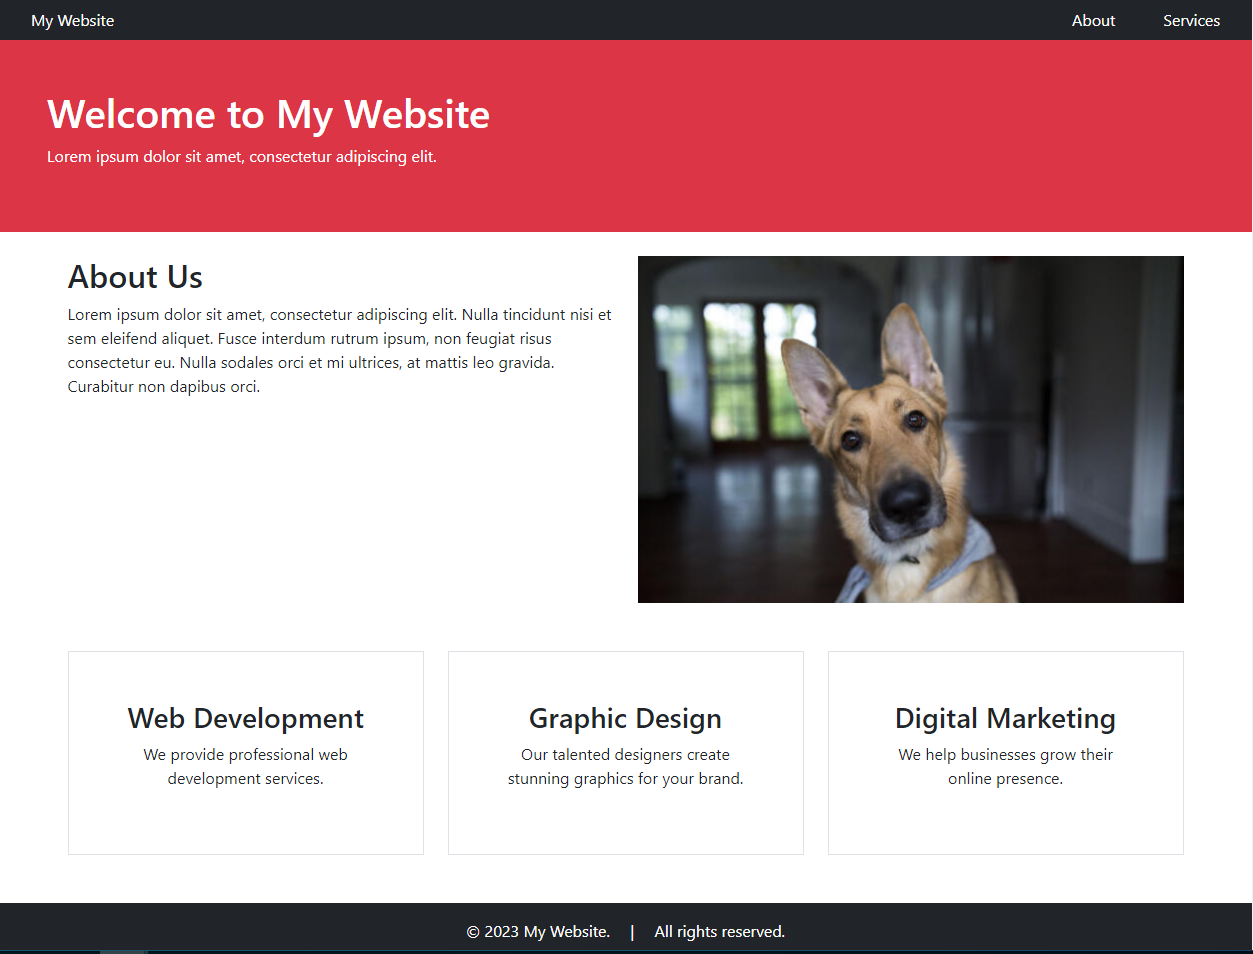 My Website
About
Services
Welcome to My Website
Lorem ipsum dolor sit amet, consectetur adipiscing elit.
About Us
Lorem ipsum dolor sit amet, consectetur adipiscing elit. Nulla tincidunt nisi et
sem eleifend aliquet. Fusce interdum rutrum ipsum, non feugiat risus
consectetur eu. Nulla sodales orci et mi ultrices, at mattis leo gravida.
Curabitur non dapibus orci.
Web Development
We provide professional web
development services.
Graphic Design
Our talented designers create
stunning graphics for your brand.
Digital Marketing
We help businesses grow their
online presence.
© 2023 My Website. | All rights reserved.